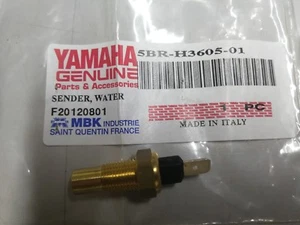 YAMAHA
GENUINE
Parts & Accessories
5BR-H3605-01
SENDER, WATER
F20120801
1 PC
MBK INDUSTRIE
SAINT QUENTIN FRANCE
MADE IN ITALY